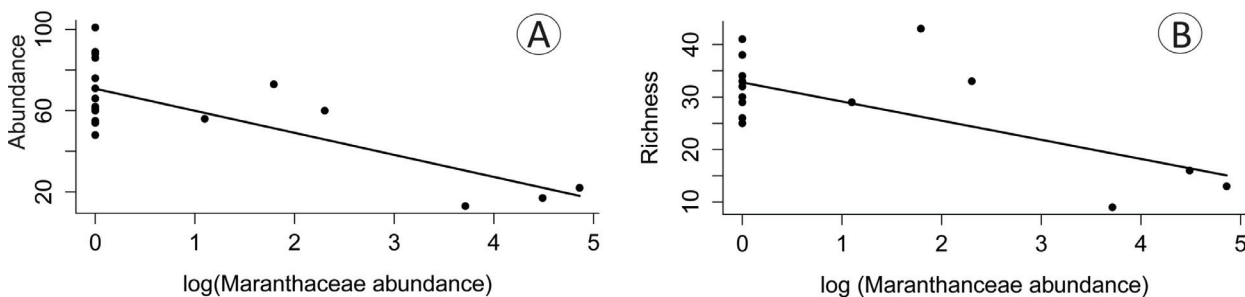 A
Abundance
100
60
20
0 1 2 3 4 5
log(Maranthaceae abundance)
B
Richness
40
30
20
10
0 1 2 3 4 5
log (Maranthanceae abundance)